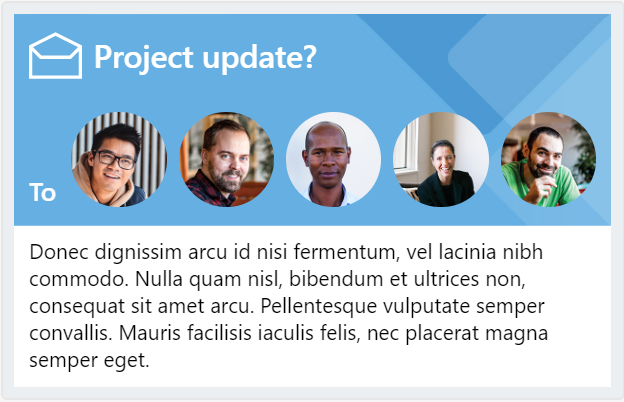 Project update?
To
Donec dignissim arcu id nisi fermentum, vel lacinia nibh
commodo. Nulla quam nisl, bibendum et ultrices non,
consequat sit amet arcu. Pellentesque vulputate semper
convallis. Mauris facilisis iaculis felis, nec placerat magna
semper eget.